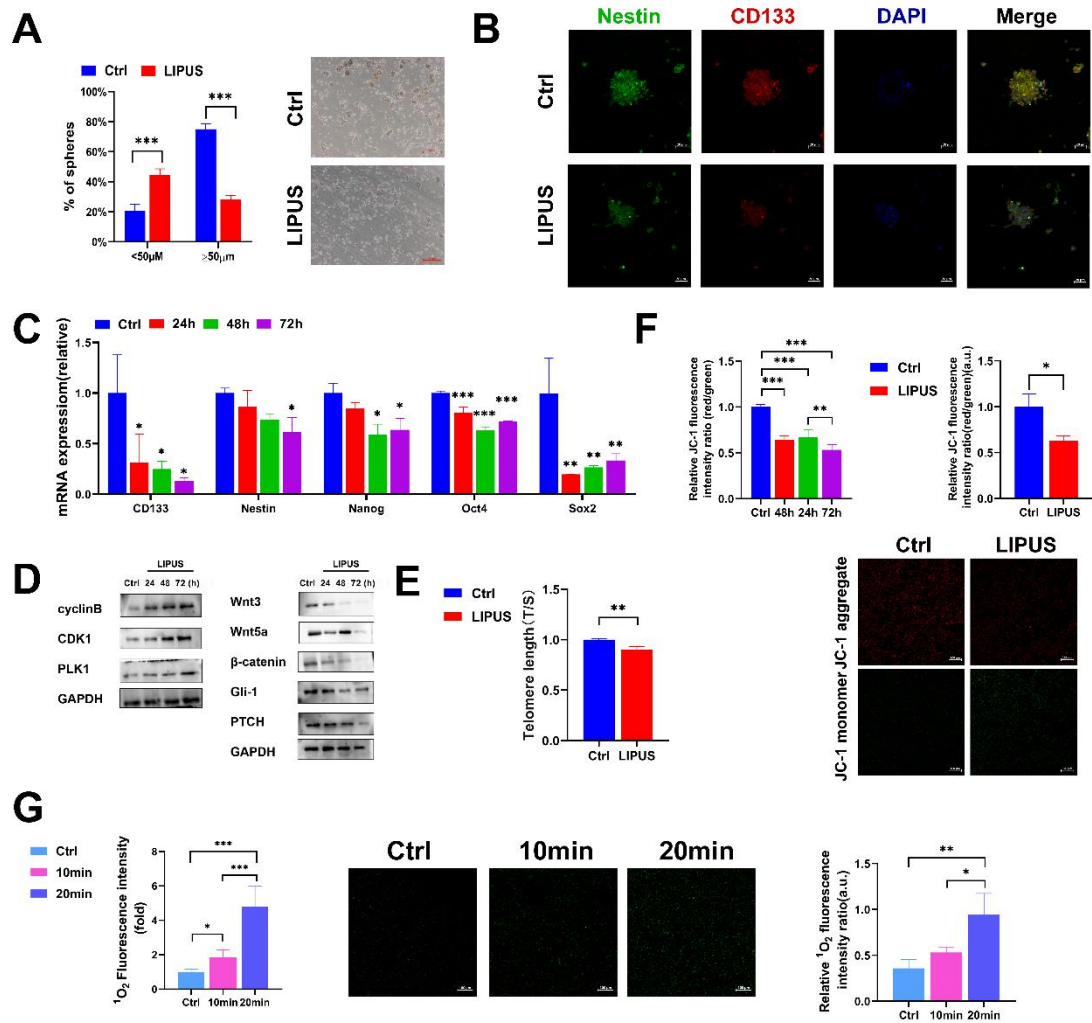 A
Ctrl LIPUS
% of spheres
100%
80%
60%
40%
20%
0%
***
***
<50μM
≥50μm
Ctrl
LIPUS
B
Nestin CD133 DAPI Merge
Ctrl
LIPUS
C
Ctrl 24h 48h 72h
mRNA expressiom(relative)
1.5
1.0
0.5
0.0
* * *
*
* *
*** *** ***
** ** **
CD133 Nestin Nanog Oct4 Sox2
D
LIPUS
Ctrl 24 48 72 (h)
cyclinB
CDK1
PLK1
GAPDH
LIPUS
Ctrl 24 48 72 (h)
Wnt3
Wnt5a
β-catenin
Gli-1
PTCH
GAPDH
E
Ctrl
LIPUS
Telomere length(T/S)
1.5
1.0
0.5
0.0
**
Ctrl LIPUS
F
Relative JC-1 fluorescence
intensity ratio (red/green)
1.5
1.0
0.5
0.0
***
***
***
**
Ctrl 48h 24h 72h
Ctrl
LIPUS
Relative JC-1 fluorescence
intensity ratio(red/green)(a.u.)
1.5
1.0
0.5
0.0
*
Ctrl LIPUS
Ctrl LIPUS
JC-1 monomer JC-1 aggregate
G
Ctrl
10min
20min
¹O₂ Fluorescence intensity
(fold)
8
6
4
2
0
***
***
*
Ctrl 10min 20min
Ctrl 10min 20min
Relative ¹O₂ fluorescence
intensity ratio(a.u.)
1.5
1.0
0.5
0.0
**
*
Ctrl 10min 20min